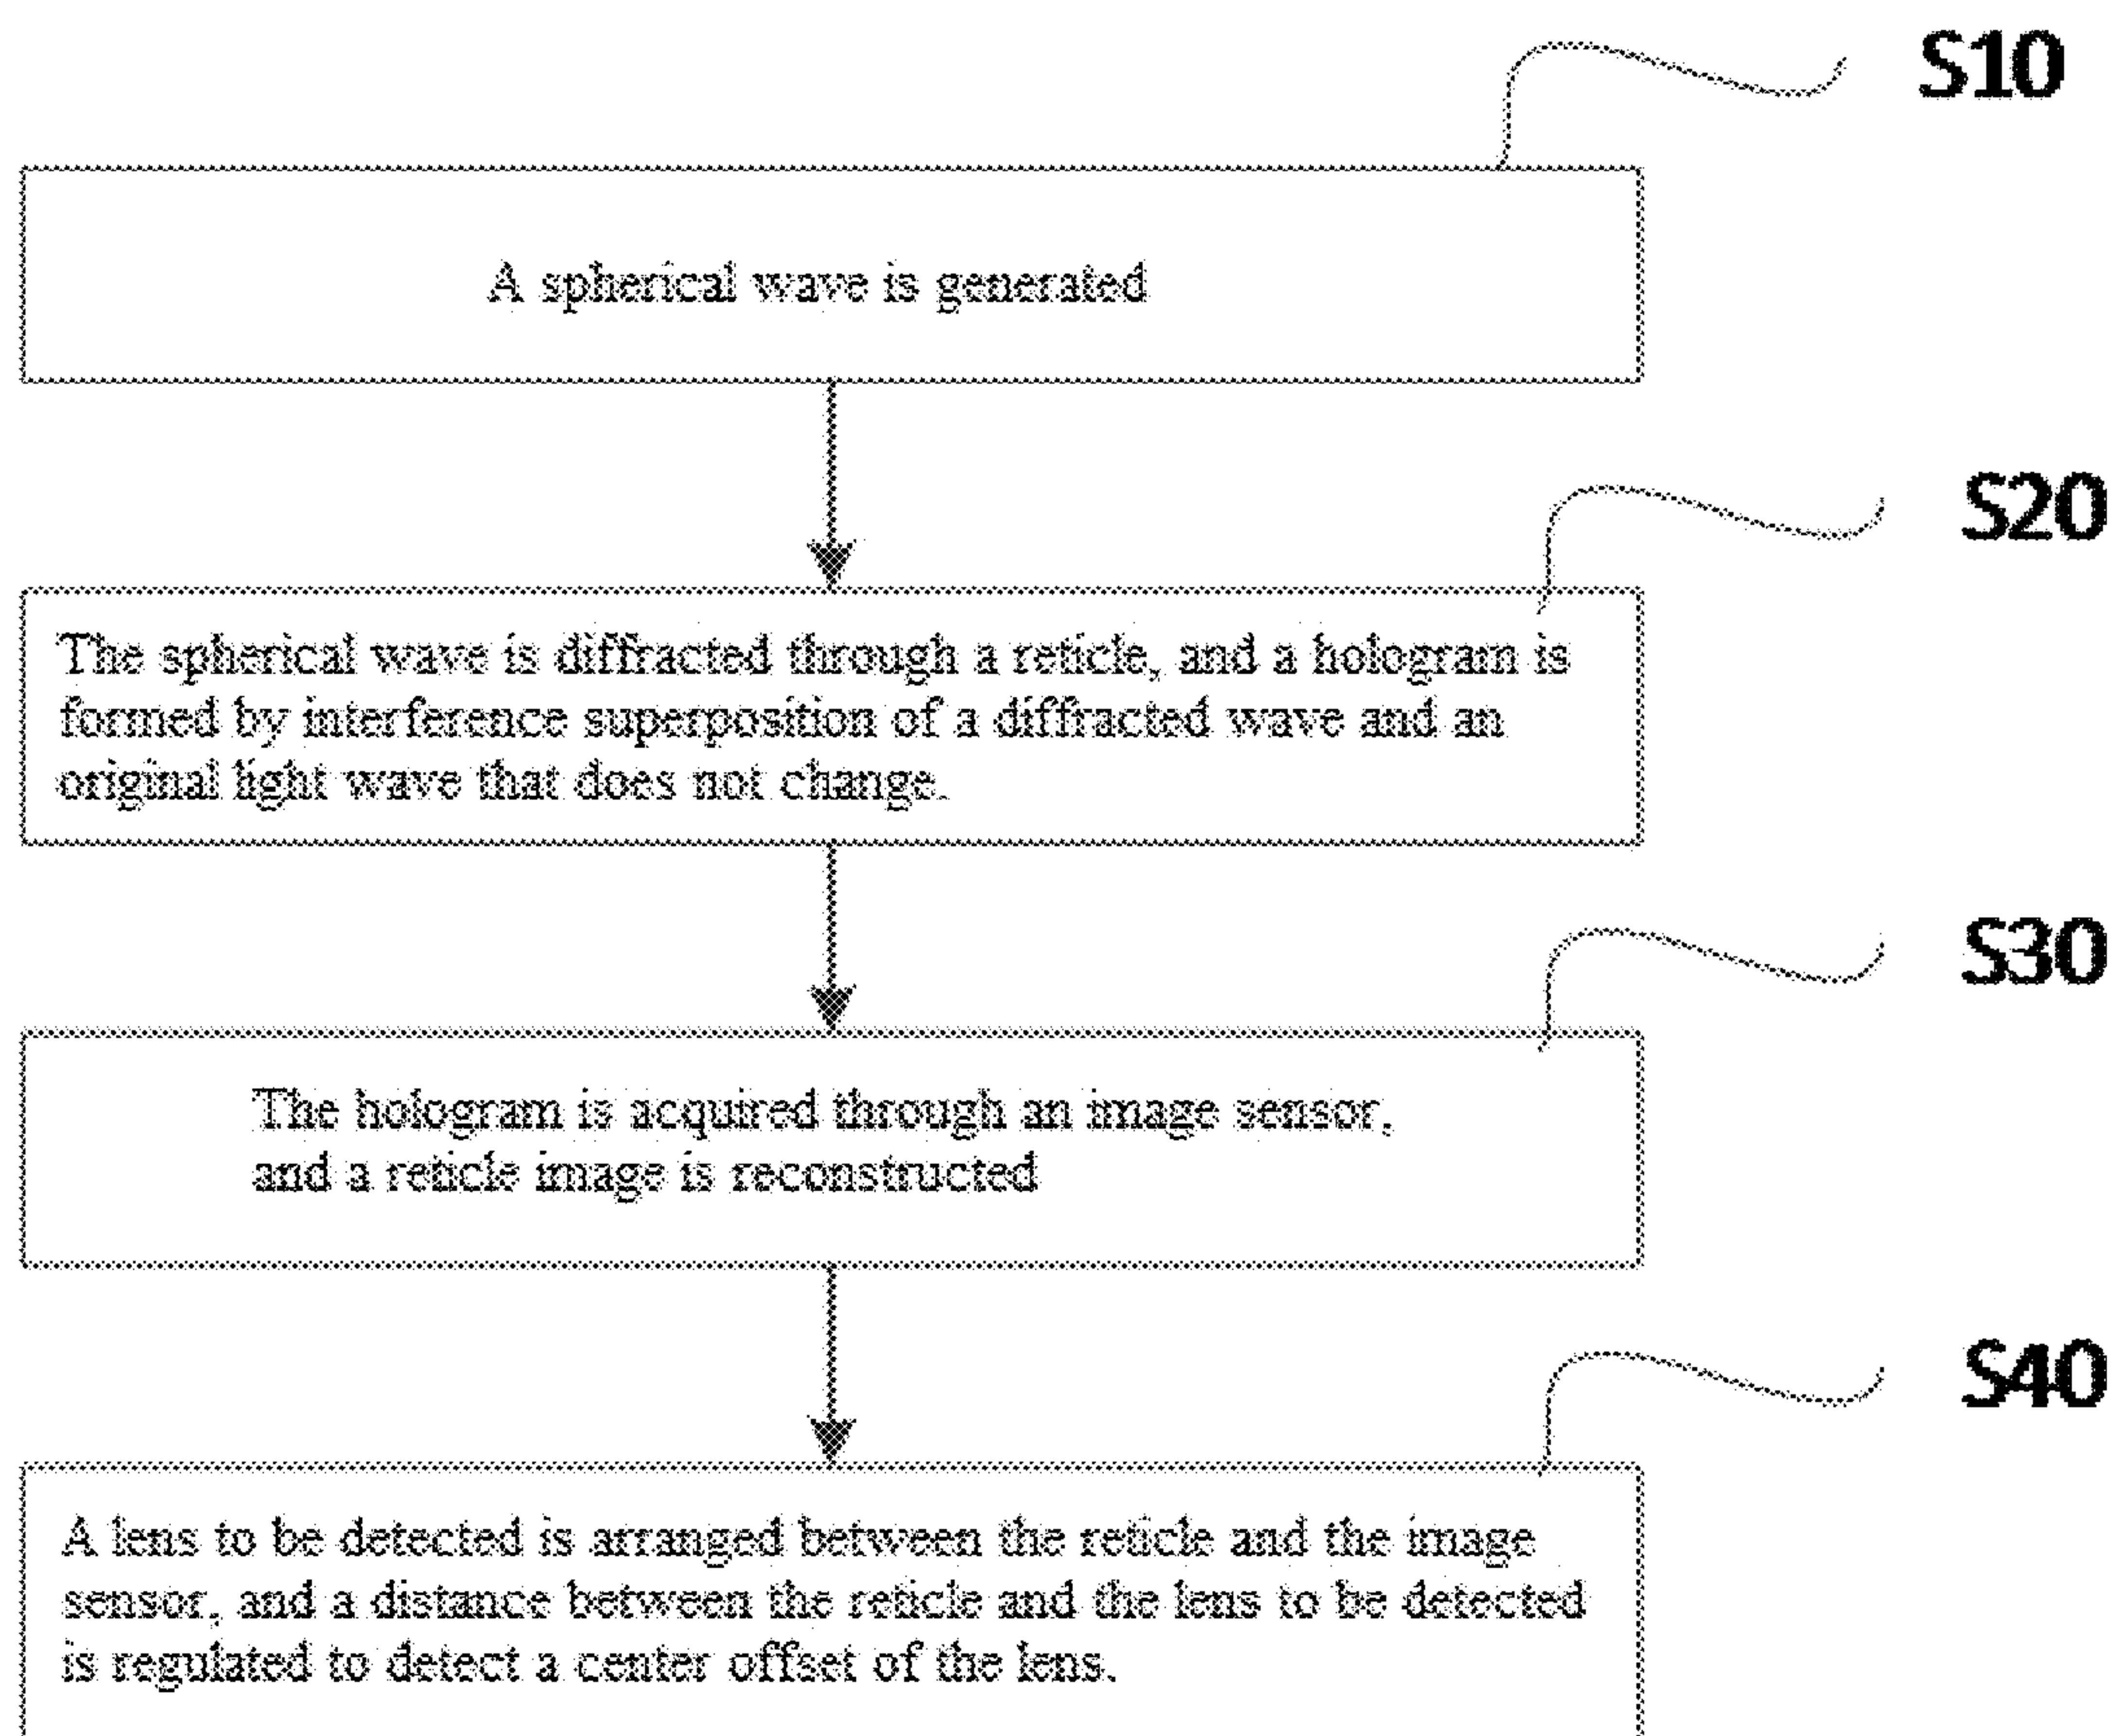 S10
A spherical wave is generated
S20
The spherical wave is diffracted through a reticle, and a hologram is
formed by interference superposition of a diffracted wave and an
original light wave that does not change.
S30
The hologram is acquired through an image sensor,
and a reticle image is reconstructed
S40
A lens to be detected is arranged between the reticle and the image
sensor, and a distance between the reticle and the lens to be detected
is regulated to detect a center offset of the lens.